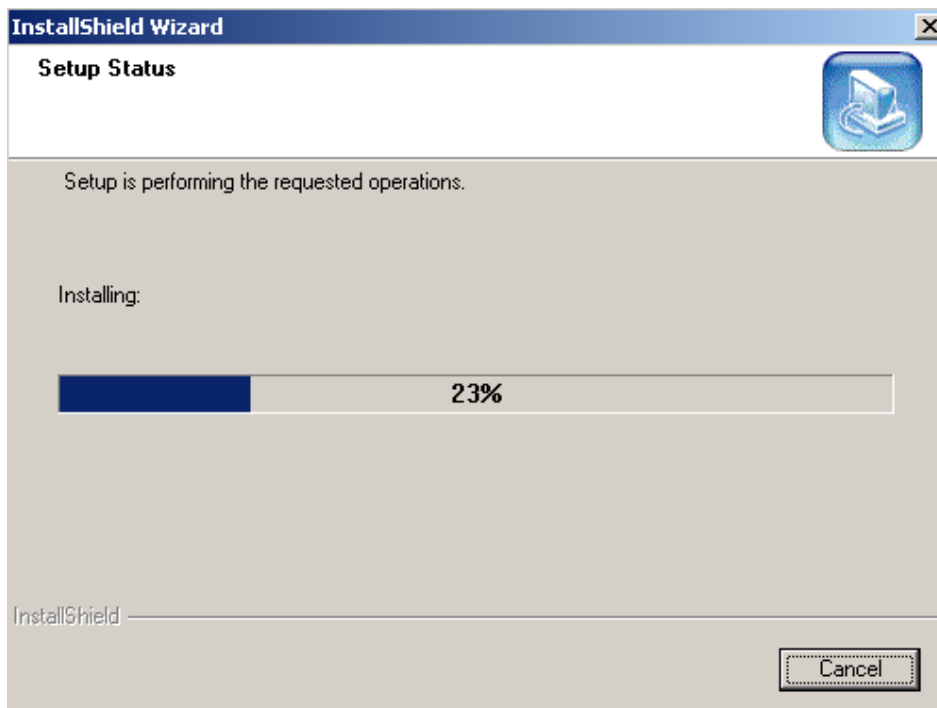 InstallShield Wizard
Setup Status
Setup is performing the requested operations.
Installing:
23%
InstallShield
Cancel